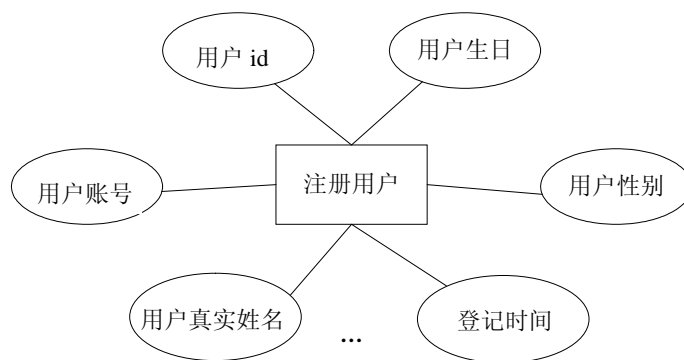 用户 id
用户生日
用户账号
注册用户
用户性别
用户真实姓名
...
登记时间